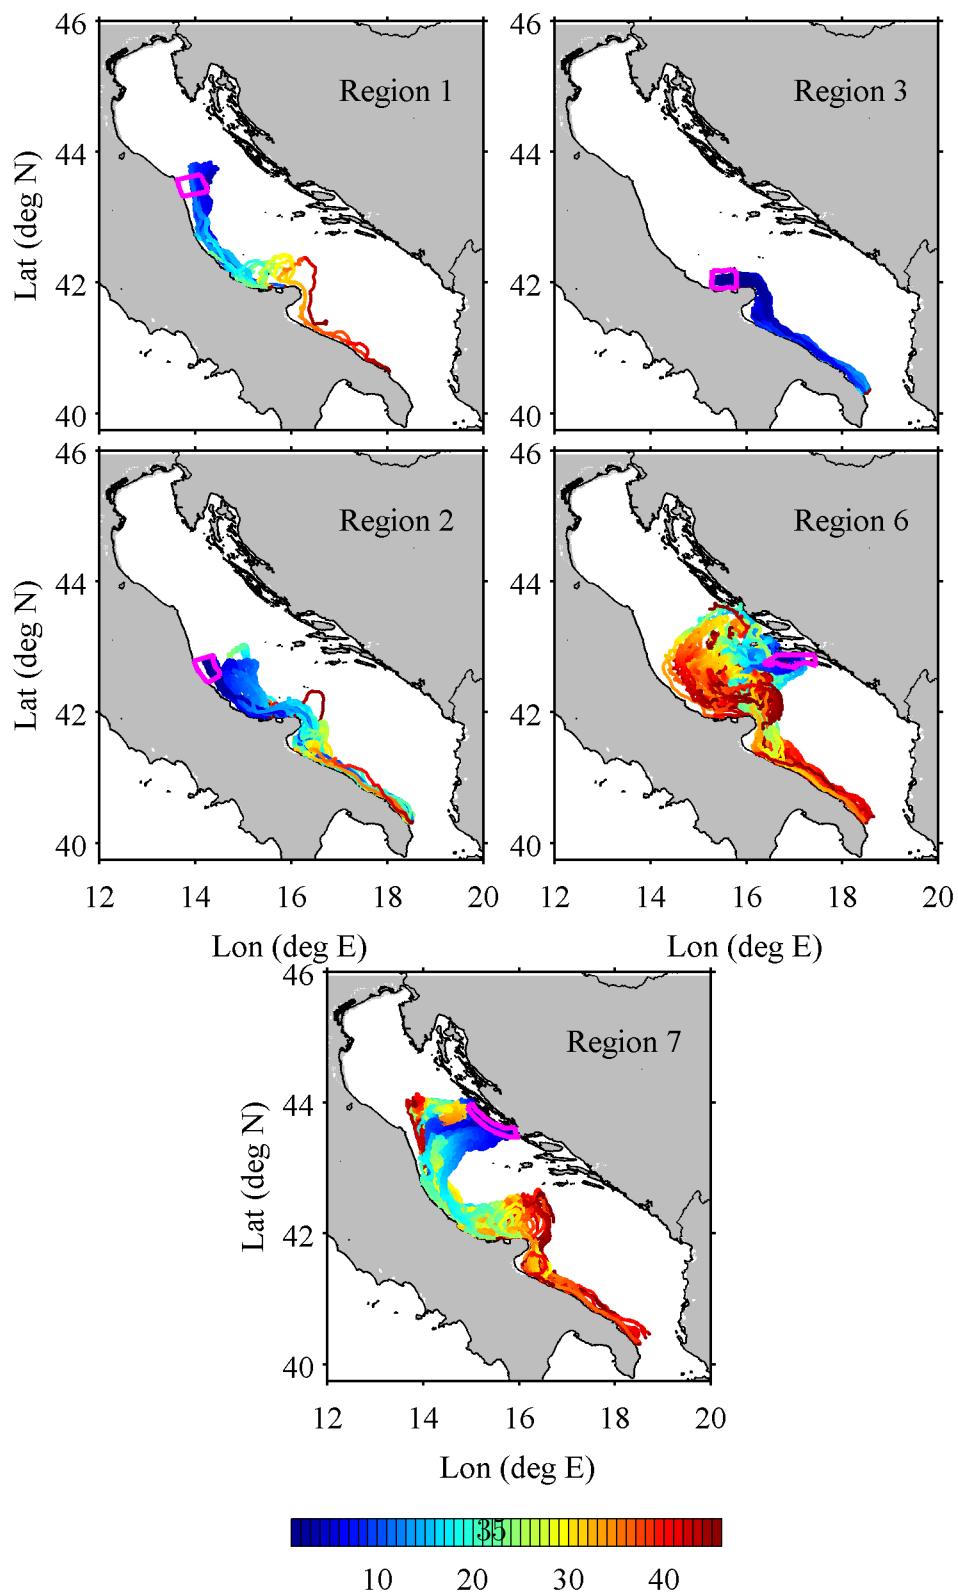 46
44
42
40
Lat (deg N)
Region 1
46
44
42
40
Region 3
46
44
42
40
Lat (deg N)
Region 2
12 14 16 18 20
Lon (deg E)
46
44
42
40
Region 6
12 14 16 18 20
Lon (deg E)
46
44
42
40
Lat (deg N)
Region 7
12 14 16 18 20
Lon (deg E)
35
10 20 30 40